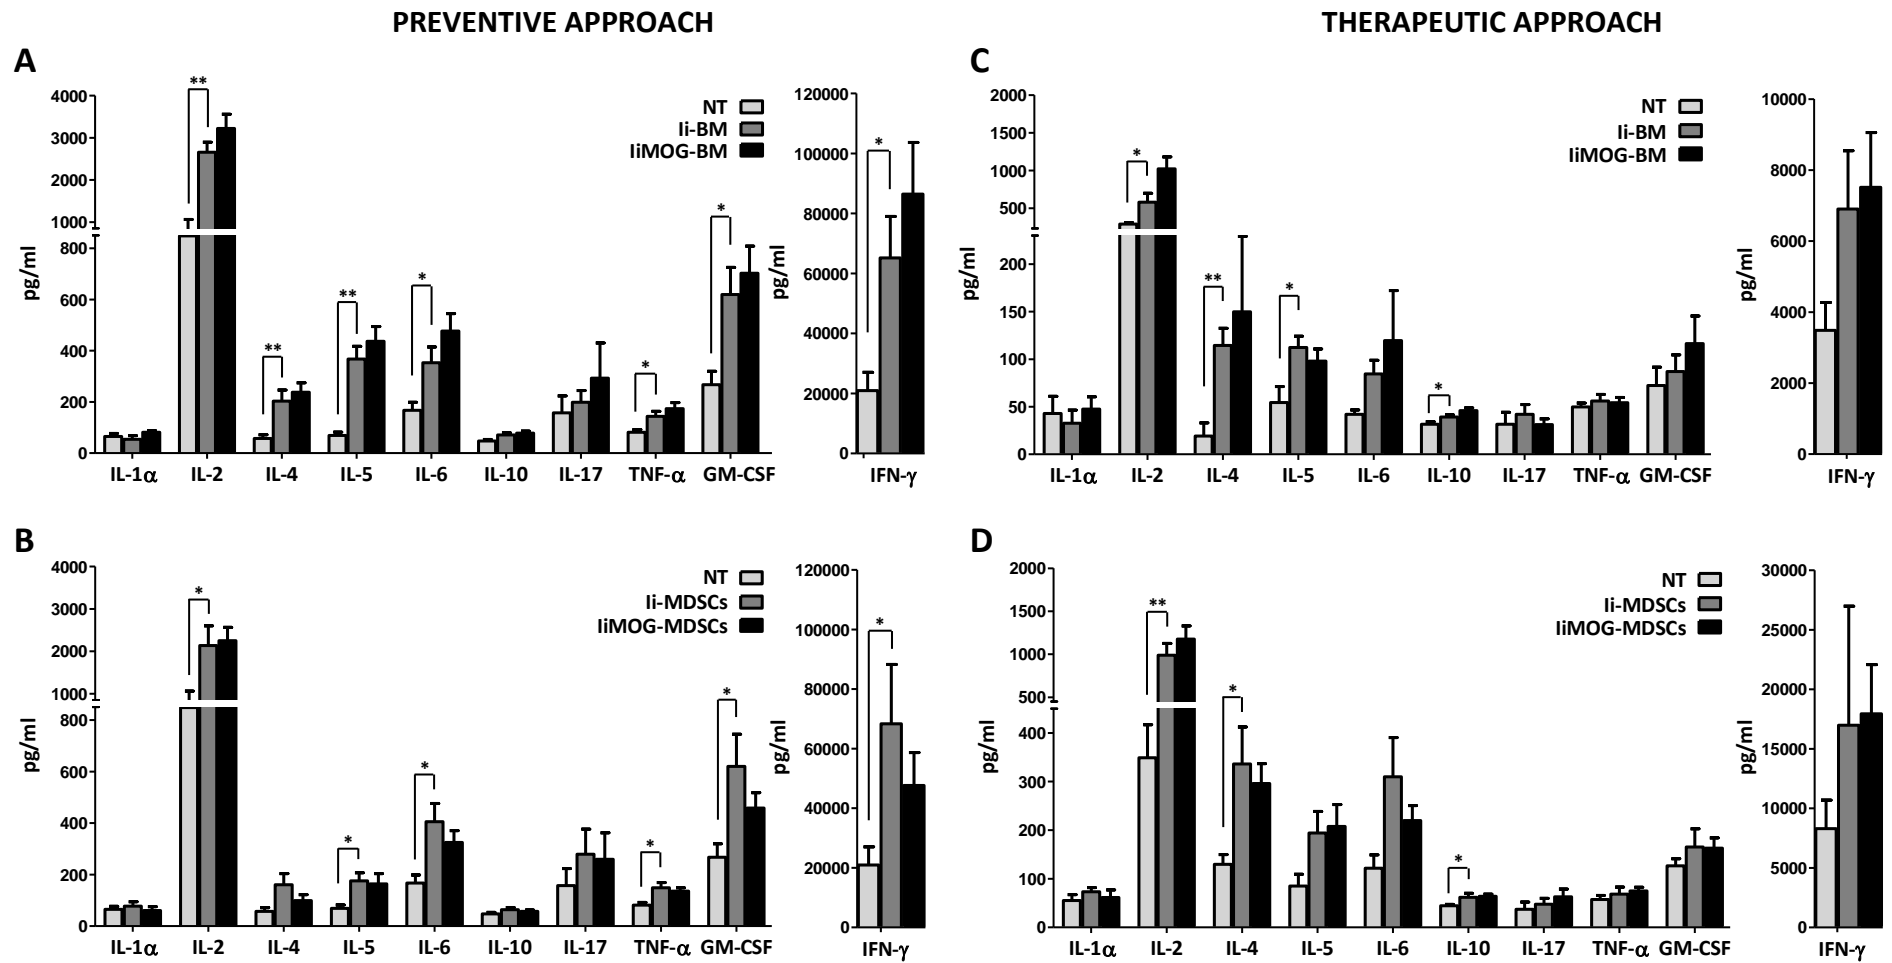 PREVENTIVE APPROACH
THERAPEUTIC APPROACH
A
pg/ml
4000
3000
2000
1000
800
600
400
200
0
** ** ** * * *
NT
Ii-BM
IiMOG-BM
IL-1α IL-2 IL-4 IL-5 IL-6 IL-10 IL-17 TNF-α GM-CSF
pg/ml
120000
100000
80000
60000
40000
20000
0
*
IFN-γ
C
pg/ml
2000
1500
1000
500
200
150
100
50
0
* ** * *
NT
Ii-BM
IiMOG-BM
IL-1α IL-2 IL-4 IL-5 IL-6 IL-10 IL-17 TNF-α GM-CSF
pg/ml
10000
8000
6000
4000
2000
0
IFN-γ
B
pg/ml
4000
3000
2000
1000
800
600
400
200
0
* * * * *
NT
Ii-MDSCs
IiMOG-MDSCs
IL-1α IL-2 IL-4 IL-5 IL-6 IL-10 IL-17 TNF-α GM-CSF
pg/ml
120000
100000
80000
60000
40000
20000
0
*
IFN-γ
D
pg/ml
2000
1500
1000
500
400
300
200
100
0
** * *
NT
Ii-MDSCs
IiMOG-MDSCs
IL-1α IL-2 IL-4 IL-5 IL-6 IL-10 IL-17 TNF-α GM-CSF
pg/ml
30000
25000
20000
15000
10000
5000
0
IFN-γ